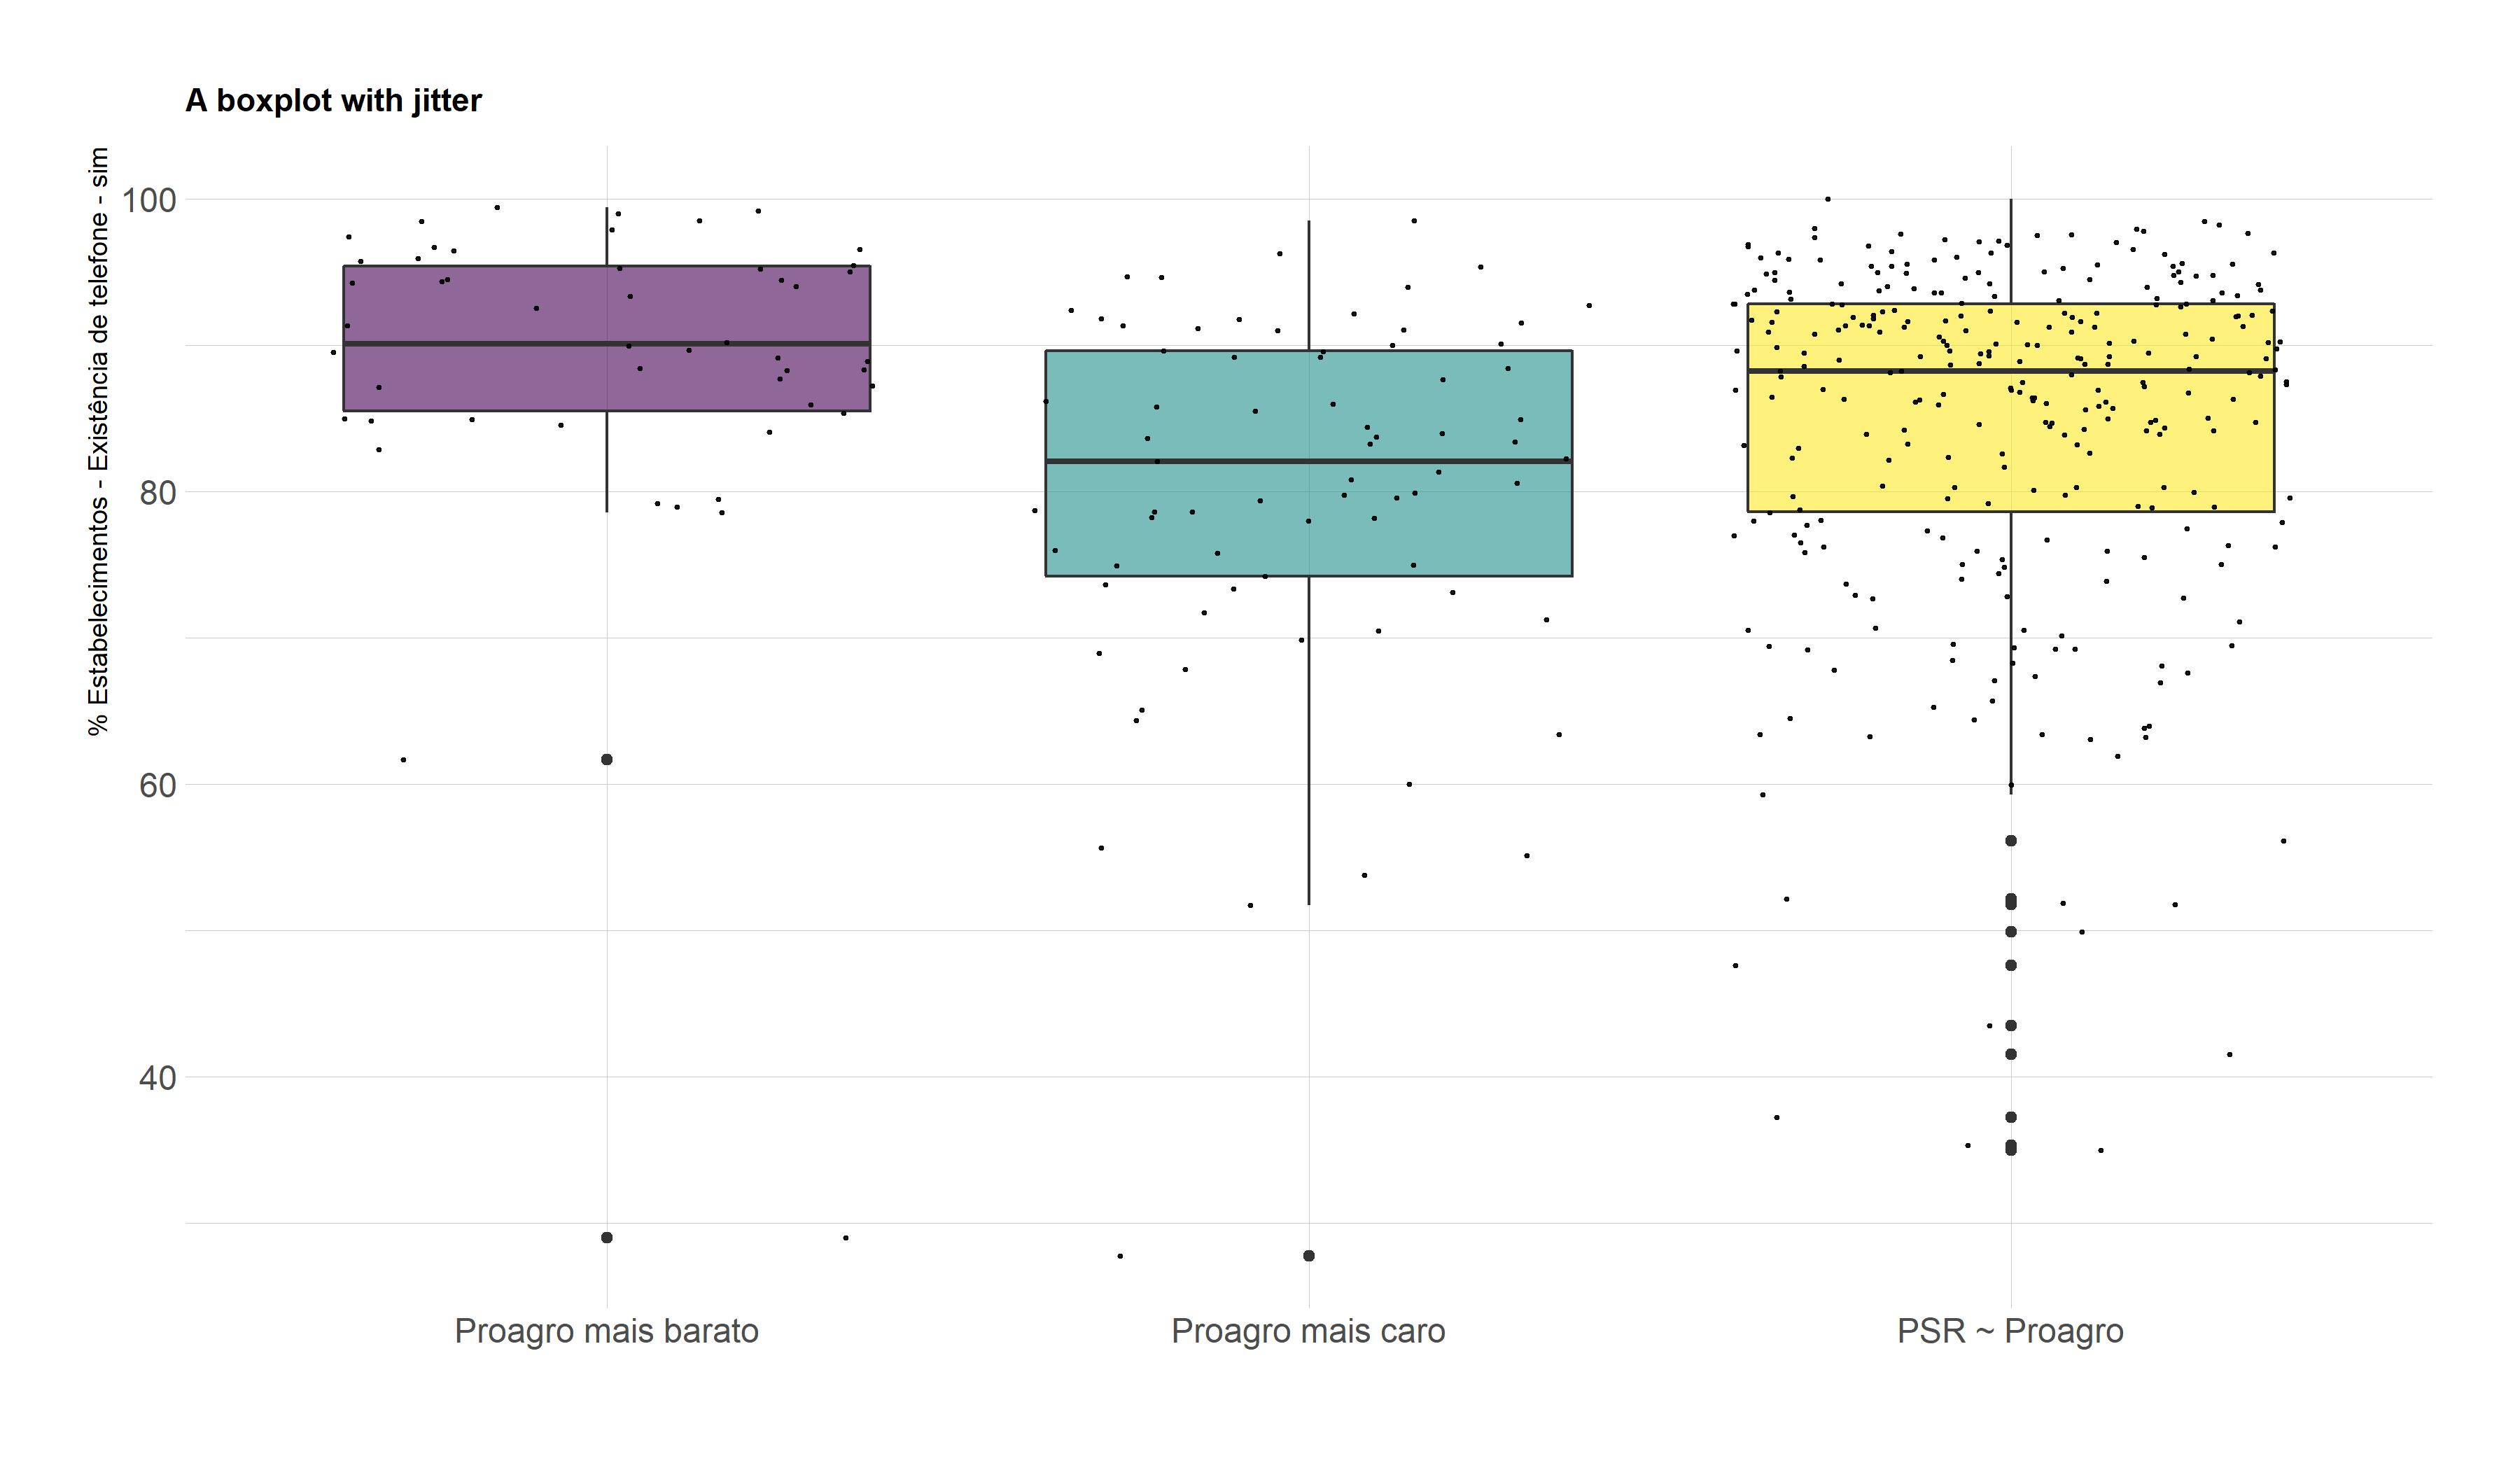 A boxplot with jitter
% Estabelecimentos - Existência de telefone - sim
100
80
60
40
Proagro mais barato
Proagro mais caro
PSR ~ Proagro